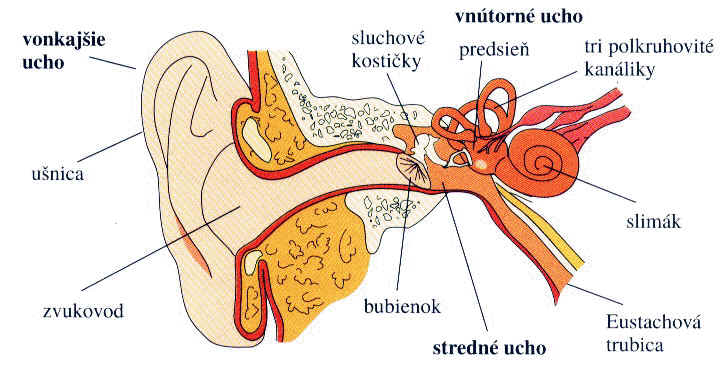 vnútorné ucho
vonkajšie
ucho
sluchové
kostičky
predsieň
tri polkruhovité
kanáliky
ušnica
slimák
zvukovod
bubienok
stredné ucho
Eustachová
trubica